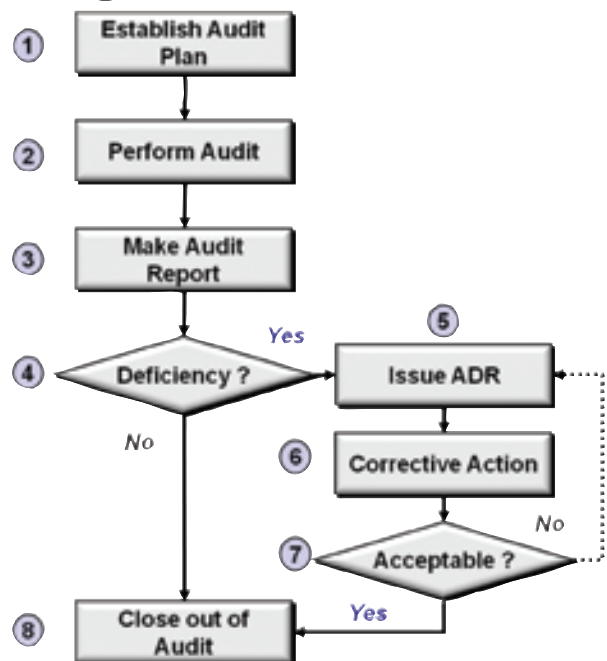 1
Establish Audit
Plan
2
Perform Audit
3
Make Audit
Report
4
Deficiency ?
Yes
No
5
Issue ADR
6
Corrective Action
7
Acceptable ?
No
Yes
8
Close out of
Audit